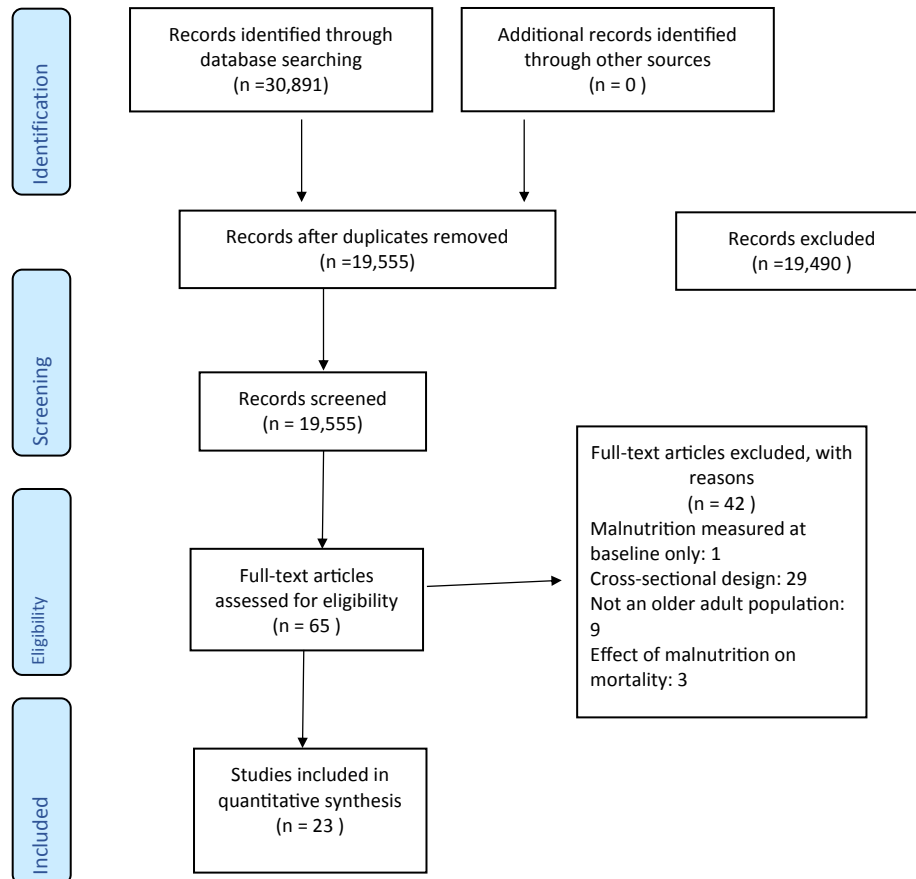 Identification
Records identified through
database searching
(n =30,891)
Additional records identified
through other sources
(n = 0 )
Records after duplicates removed
(n =19,555)
Records excluded
(n =19,490 )
Screening
Records screened
(n = 19,555)
Full-text articles excluded, with
reasons
(n = 42 )
Malnutrition measured at
baseline only: 1
Cross-sectional design: 29
Not an older adult population:
9
Effect of malnutrition on
mortality: 3
Eligibility
Full-text articles
assessed for eligibility
(n = 65 )
Included
Studies included in
quantitative synthesis
(n = 23 )